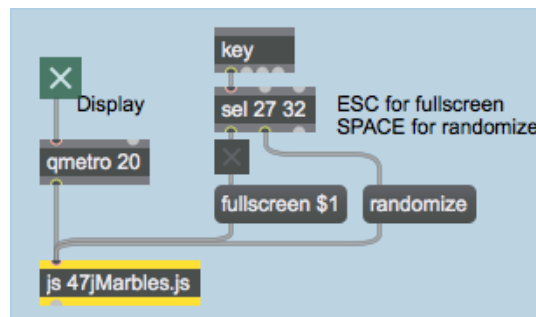 key
Display
sel 27 32
ESC for fullscreen
SPACE for randomize
qmetro 20
fullscreen $1
randomize
js 47jMarbles.js